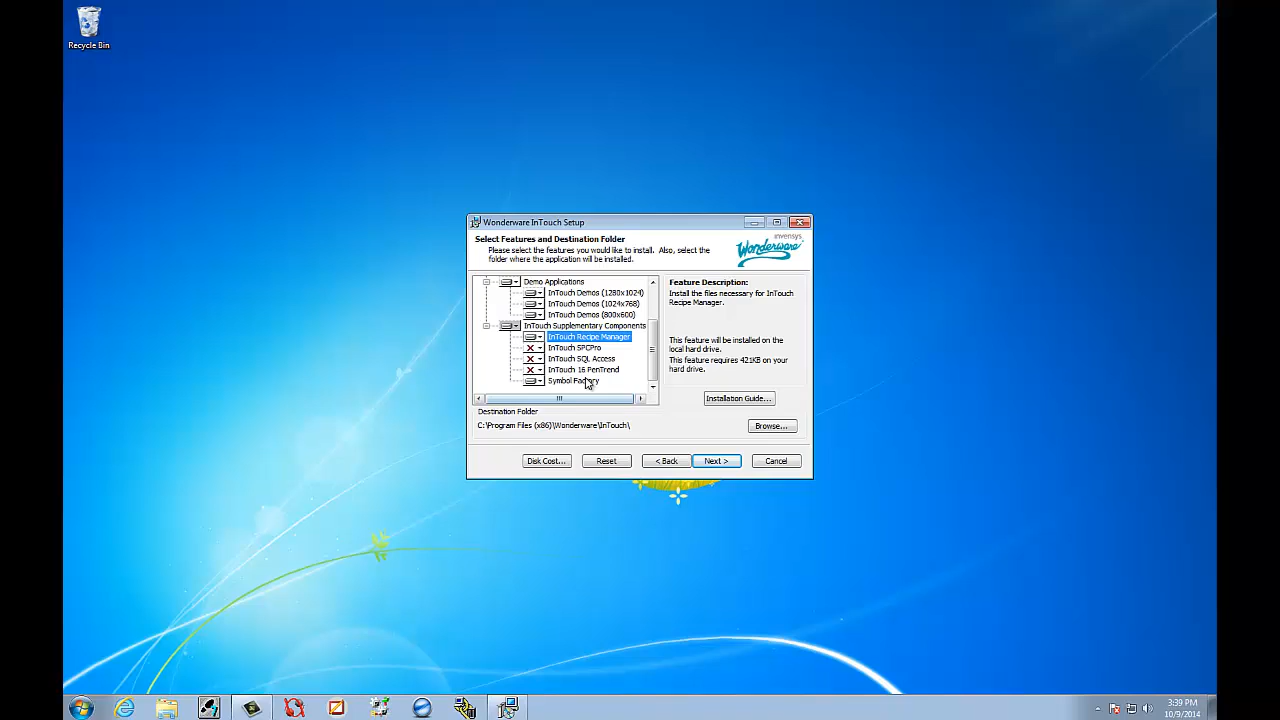 Recycle Bin
Wonderware InTouch Setup
Select Features and Destination Folder
Please select the features you would like to install. Also, select the
folder where the application will be installed.
invensys
Wonderware
Demo Applications
InTouch Demos (1280x1024)
InTouch Demos (1024x768)
InTouch Demos (800x600)
InTouch Supplementary Components
InTouch Recipe Manager
InTouch SPCPro
InTouch SQL Access
InTouch 16 PenTrend
Symbol Factory
Feature Description:
Install the files necessary for InTouch
Recipe Manager.
This feature will be installed on the
local hard drive.
This feature requires 421KB on your
hard drive.
Installation Guide...
Destination Folder
C:\Program Files (x86)\Wonderware\InTouch\
Browse...
Disk Cost...
Reset
< Back
Next >
Cancel
3:39 PM
10/9/2014